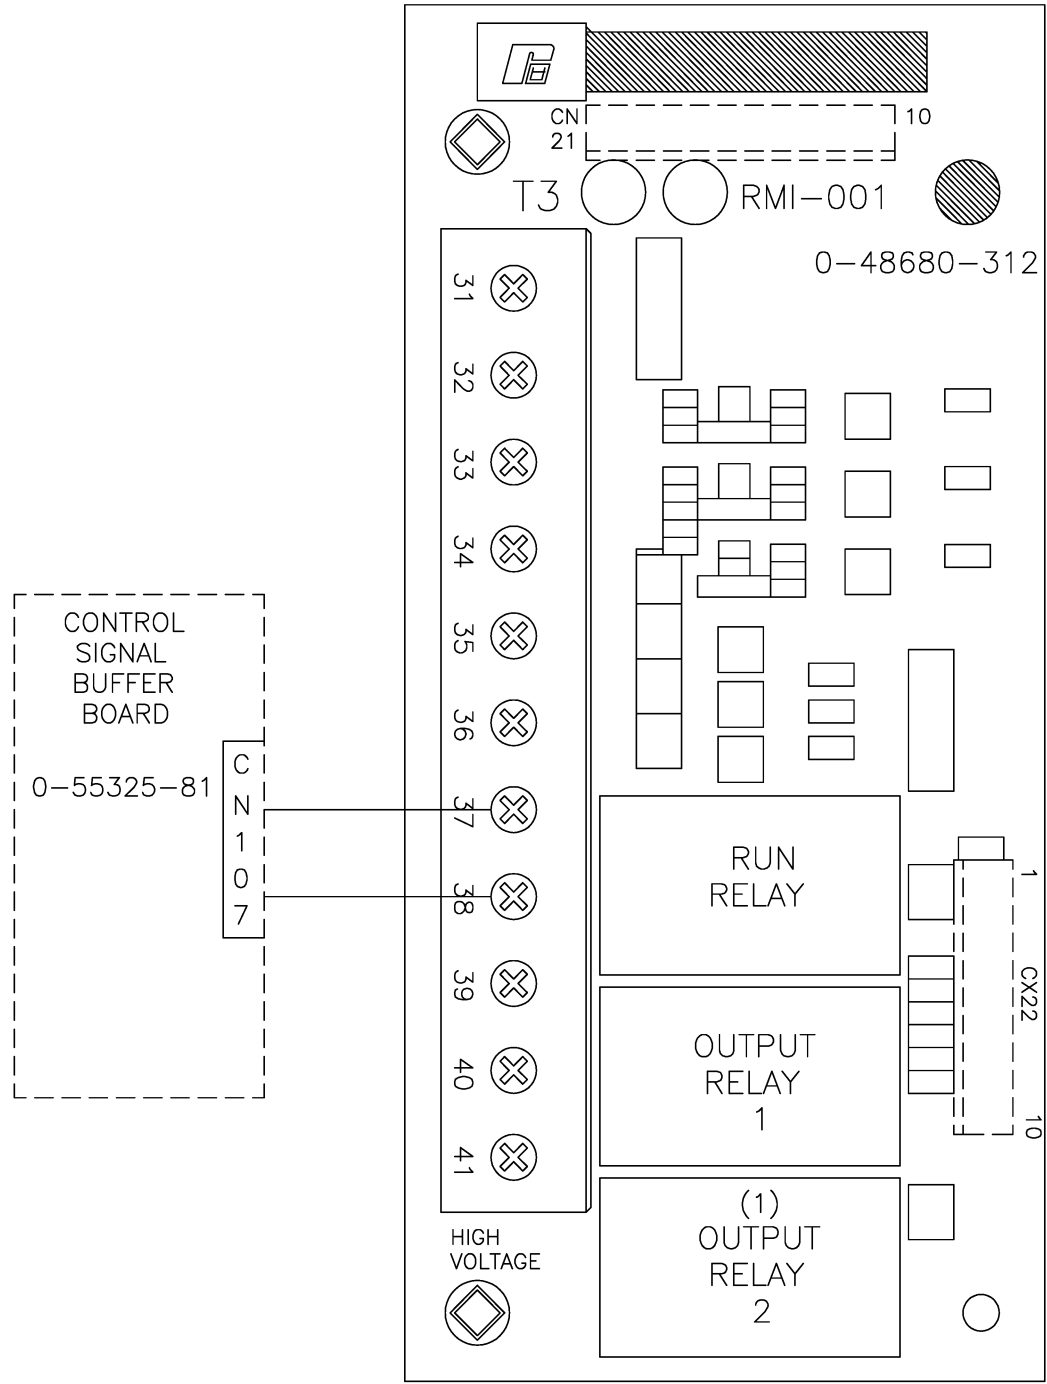 CN
21
10
T3
RMI-001
0-48680-312
31
32
33
34
35
36
37
38
39
40
41
HIGH
VOLTAGE
CONTROL
SIGNAL
BUFFER
BOARD
0-55325-81
CN107
RUN
RELAY
OUTPUT
RELAY
1
(1)
OUTPUT
RELAY
2
1
CX22
10